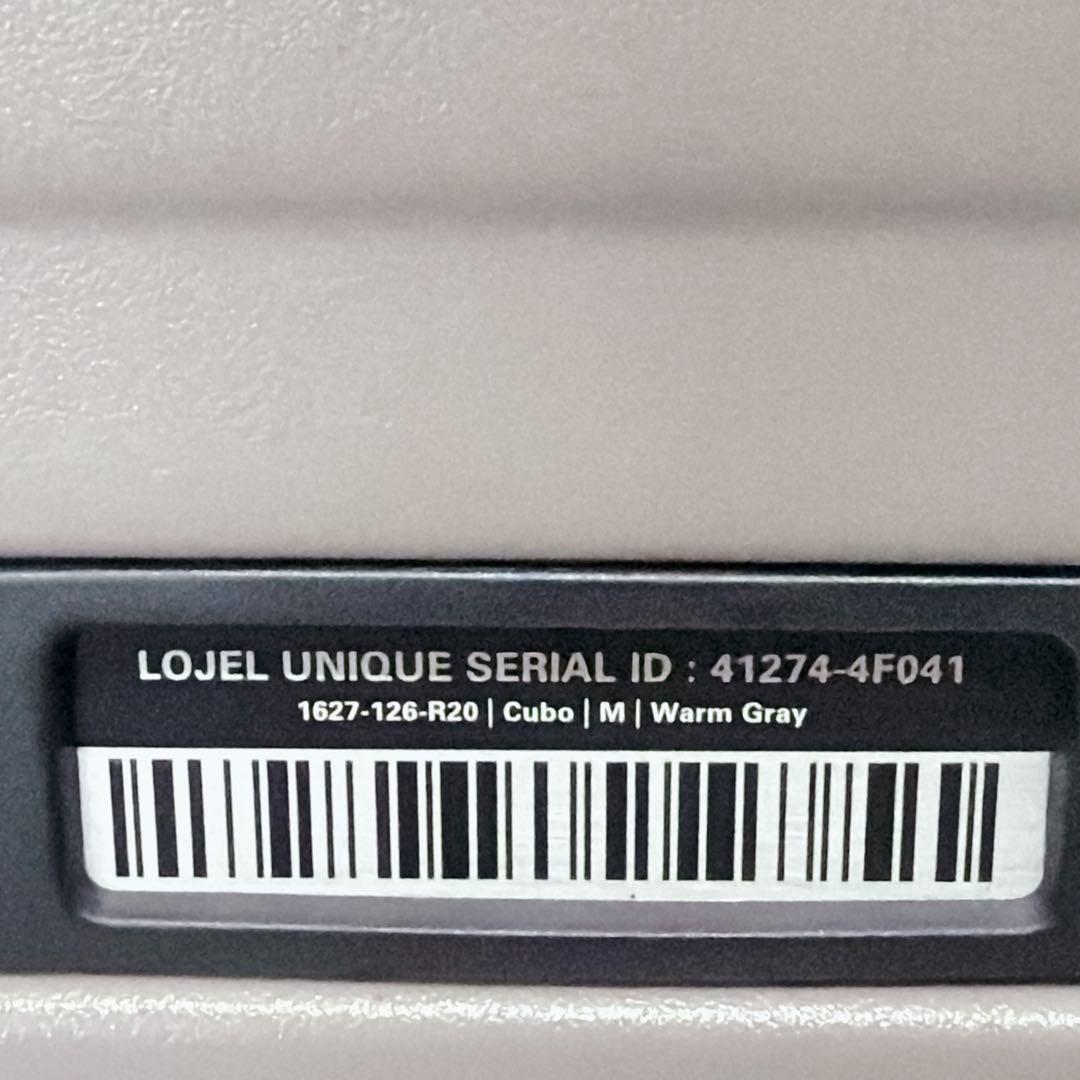 LOJEL UNIQUE SERIAL ID : 41274-4F041
1627-126-R20 | Cubo | M | Warm Gray